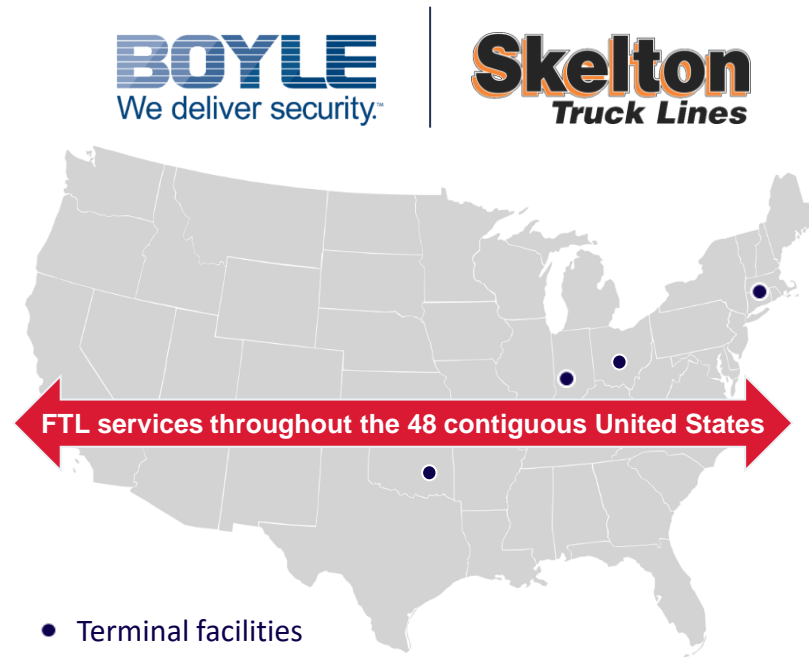 BOYLE
We deliver security.™
Skelton
Truck Lines
FTL services throughout the 48 contiguous United States
Terminal facilities